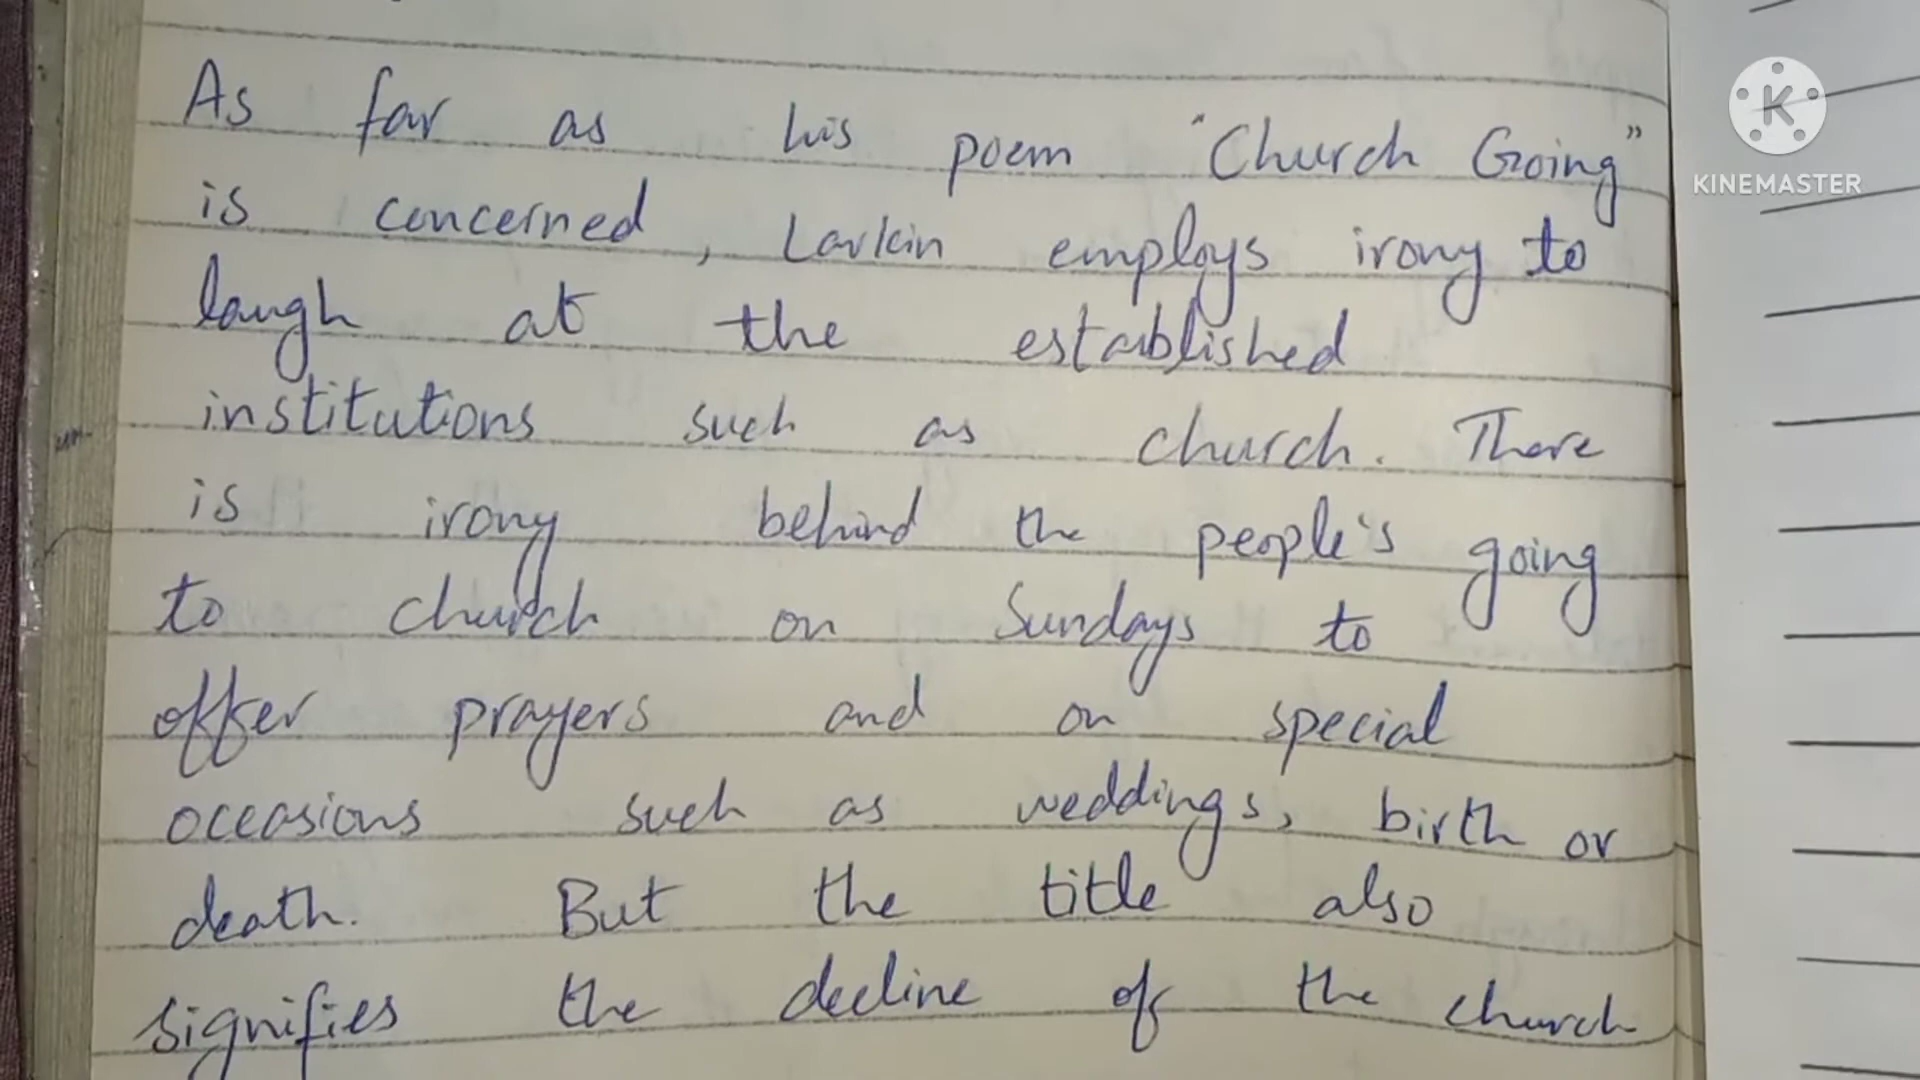 As far as his poem "Church Going"
is concerned, Larkin employs irony to
laugh at the established
institutions such as church. There
is irony behind the people's going
to church on Sundays to
offer prayers and on special
occasions such as weddings, birth or
death. But the title also
signifies the decline of the church
K
KINEMASTER